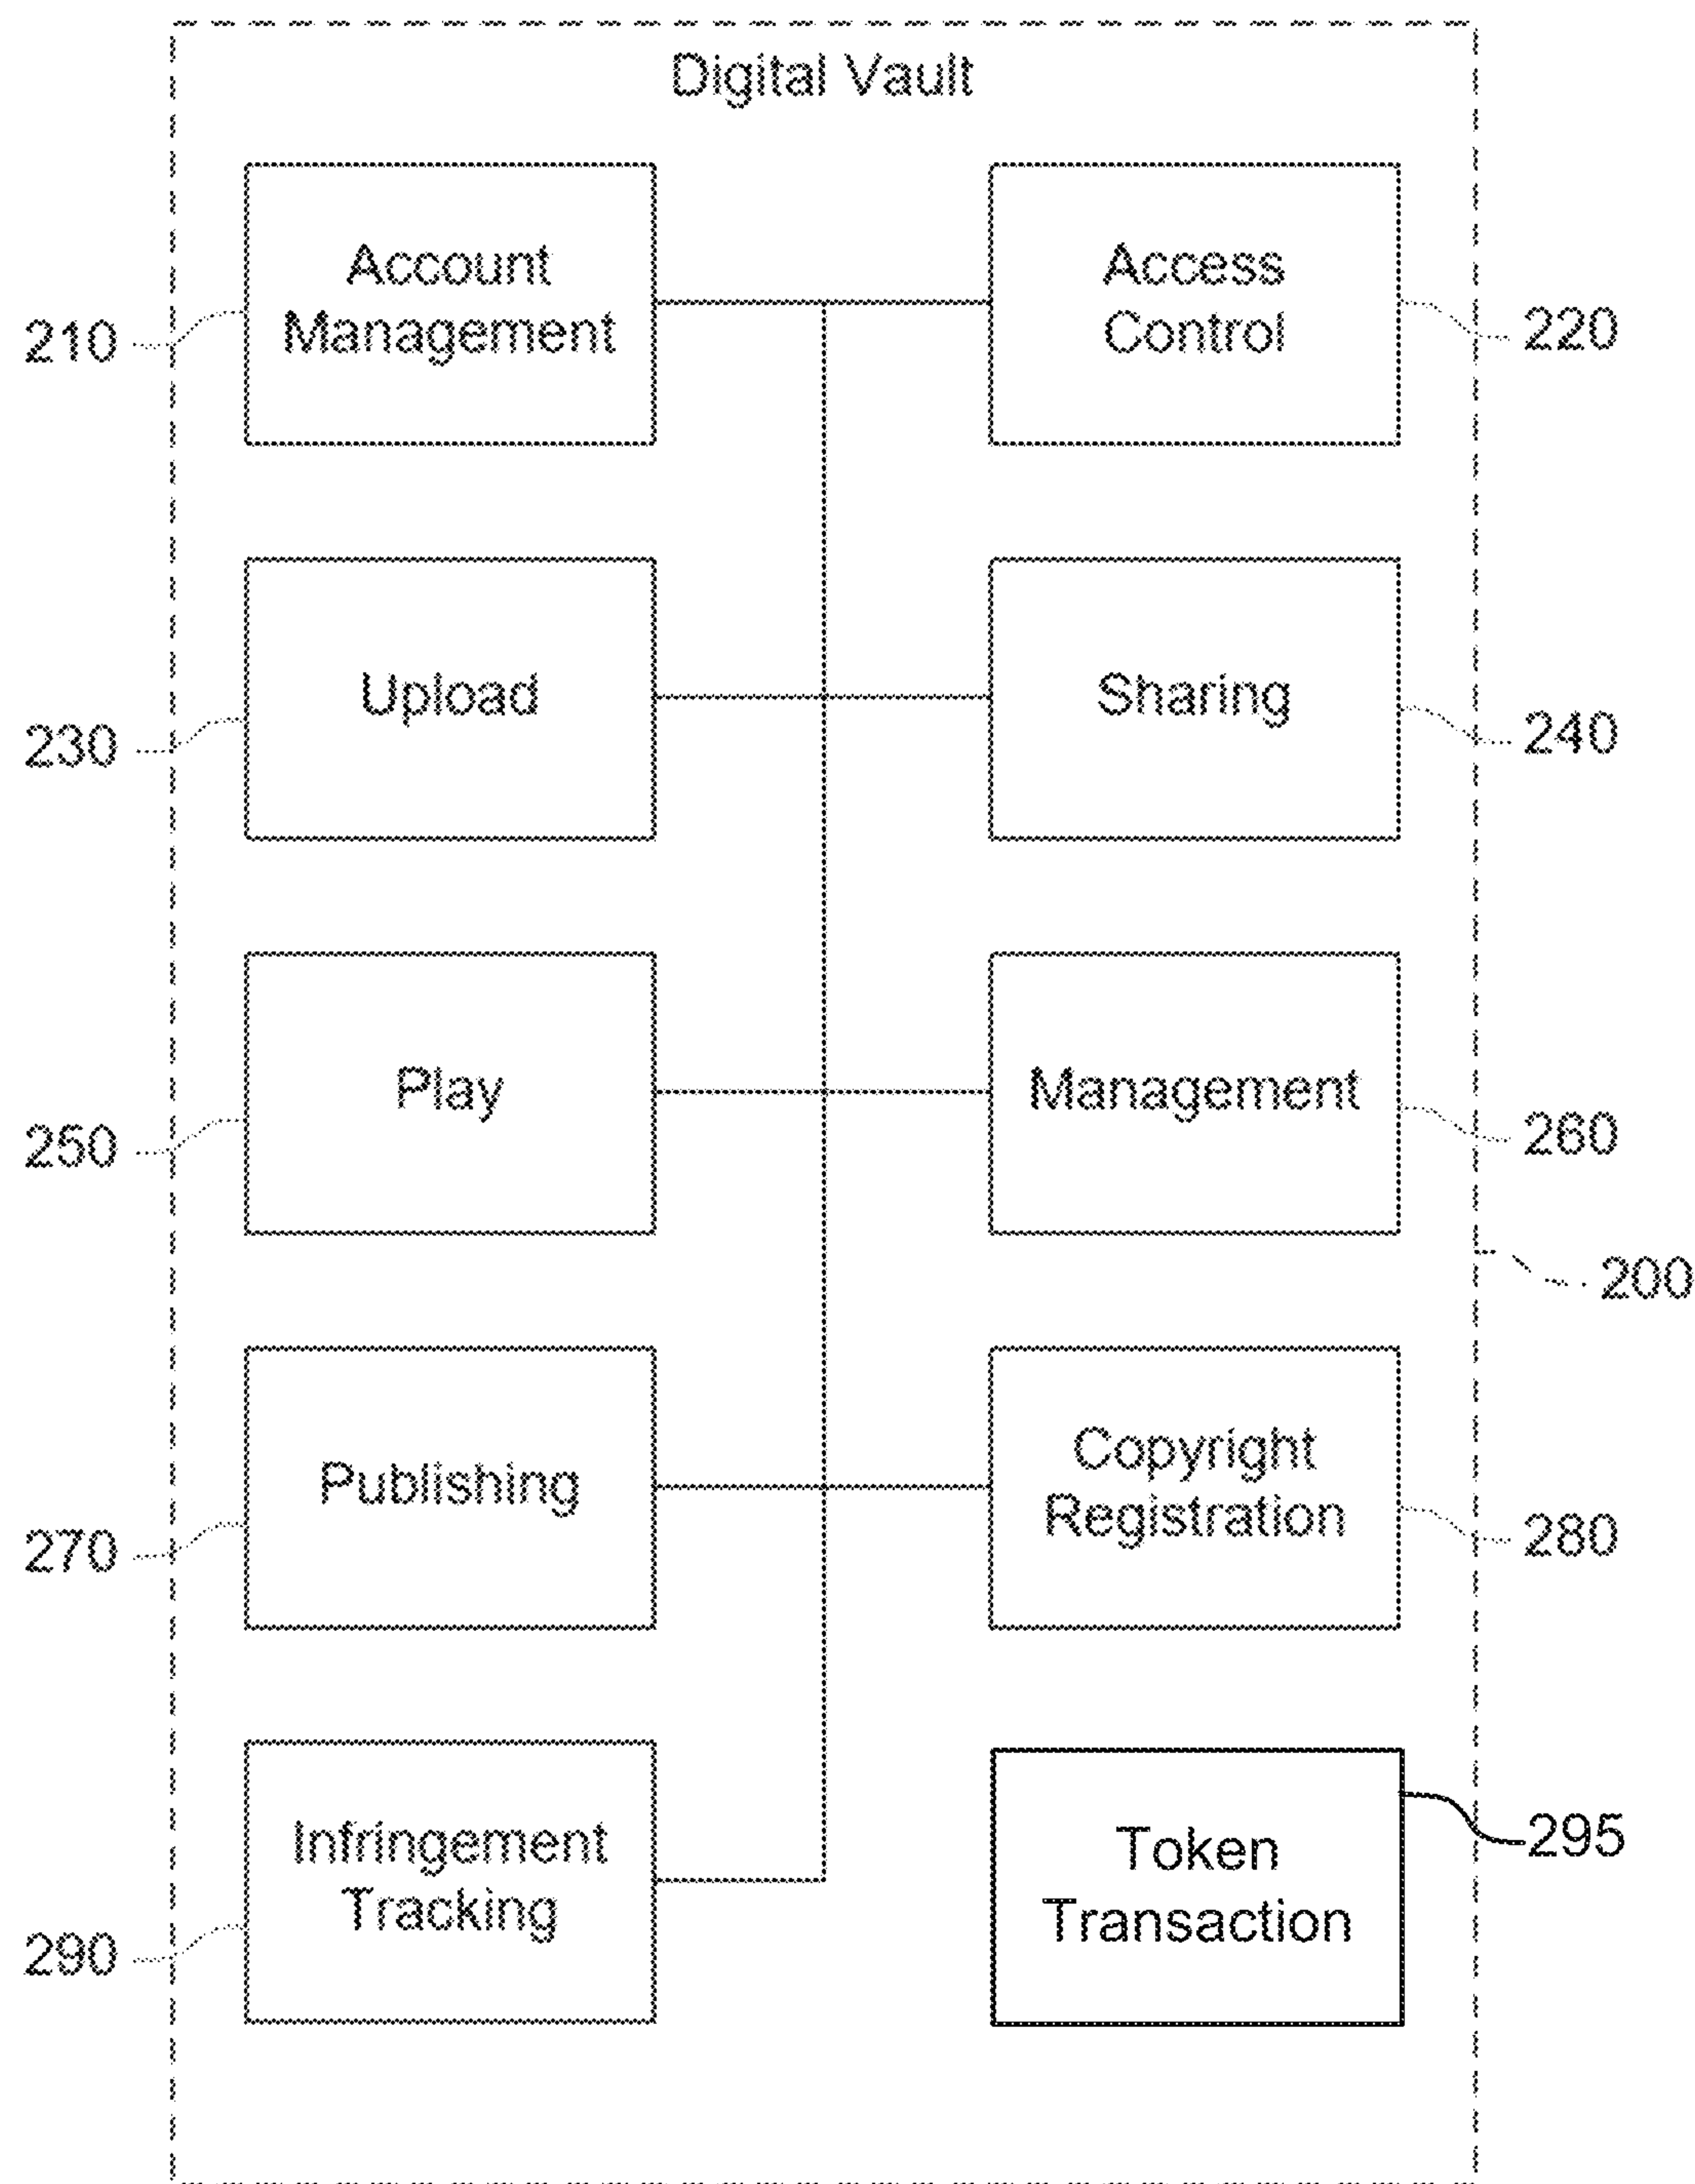 Digital Vault
Account
Management
Access
Control
210
220
Upload
Sharing
230
240
Play
Management
250
260
200
Publishing
Copyright
Registration
270
280
Infringement
Tracking
Token
Transaction
295
290